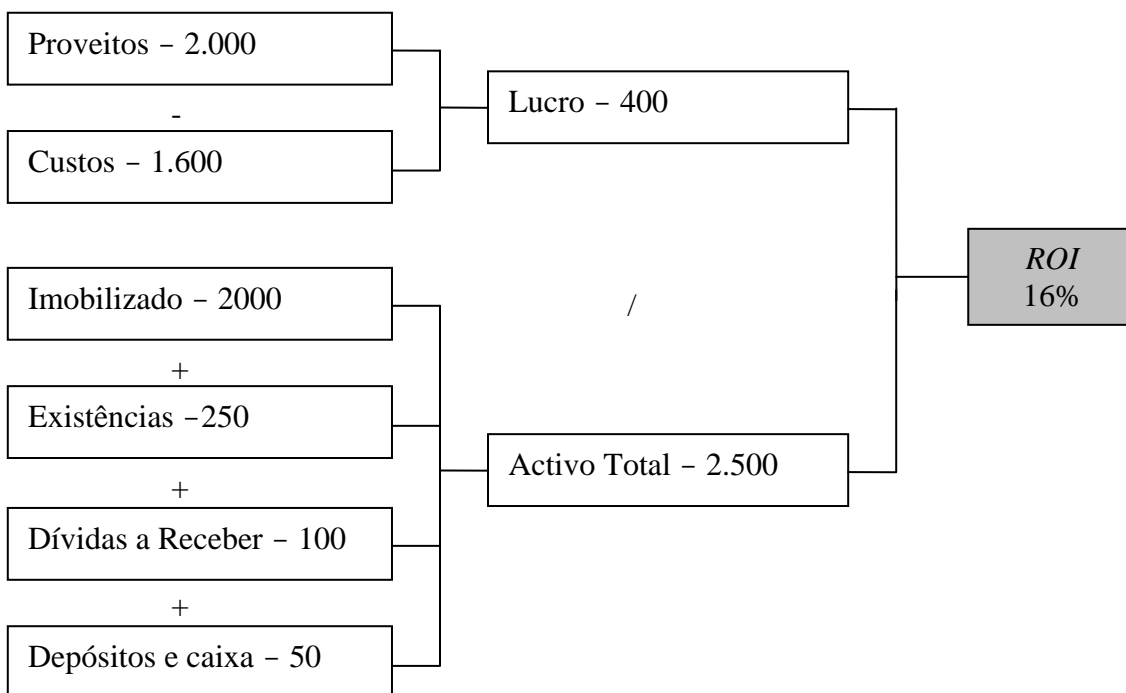 Proveitos – 2.000
-
Custos – 1.600
Lucro – 400
Imobilizado – 2000
+
Existências –250
+
Dívidas a Receber – 100
+
Depósitos e caixa – 50
/
Activo Total – 2.500
ROI
16%